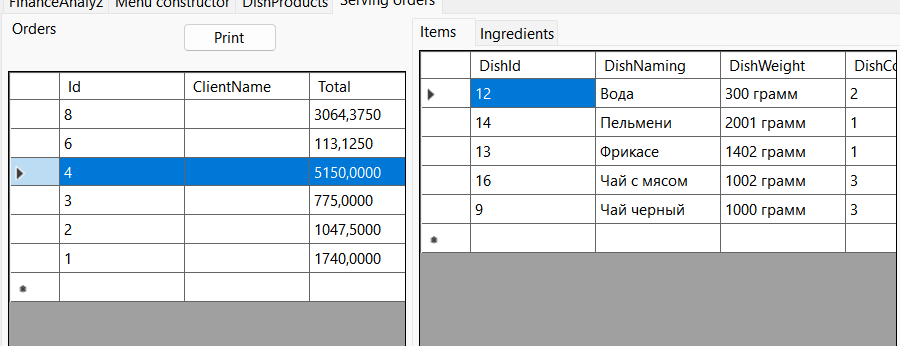 FinanceAnalyz Menu constructor DishProducts Serving orders
Orders
Print
Id ClientName Total
8 3064,3750
6 113,1250
4 5150,0000
3 775,0000
2 1047,5000
1 1740,0000
Items Ingredients
DishId DishNaming DishWeight DishCo
12 Вода 300 грамм 2
14 Пельмени 2001 грамм 1
13 Фрикасе 1402 грамм 1
16 Чай с мясом 1002 грамм 3
9 Чай черный 1000 грамм 3